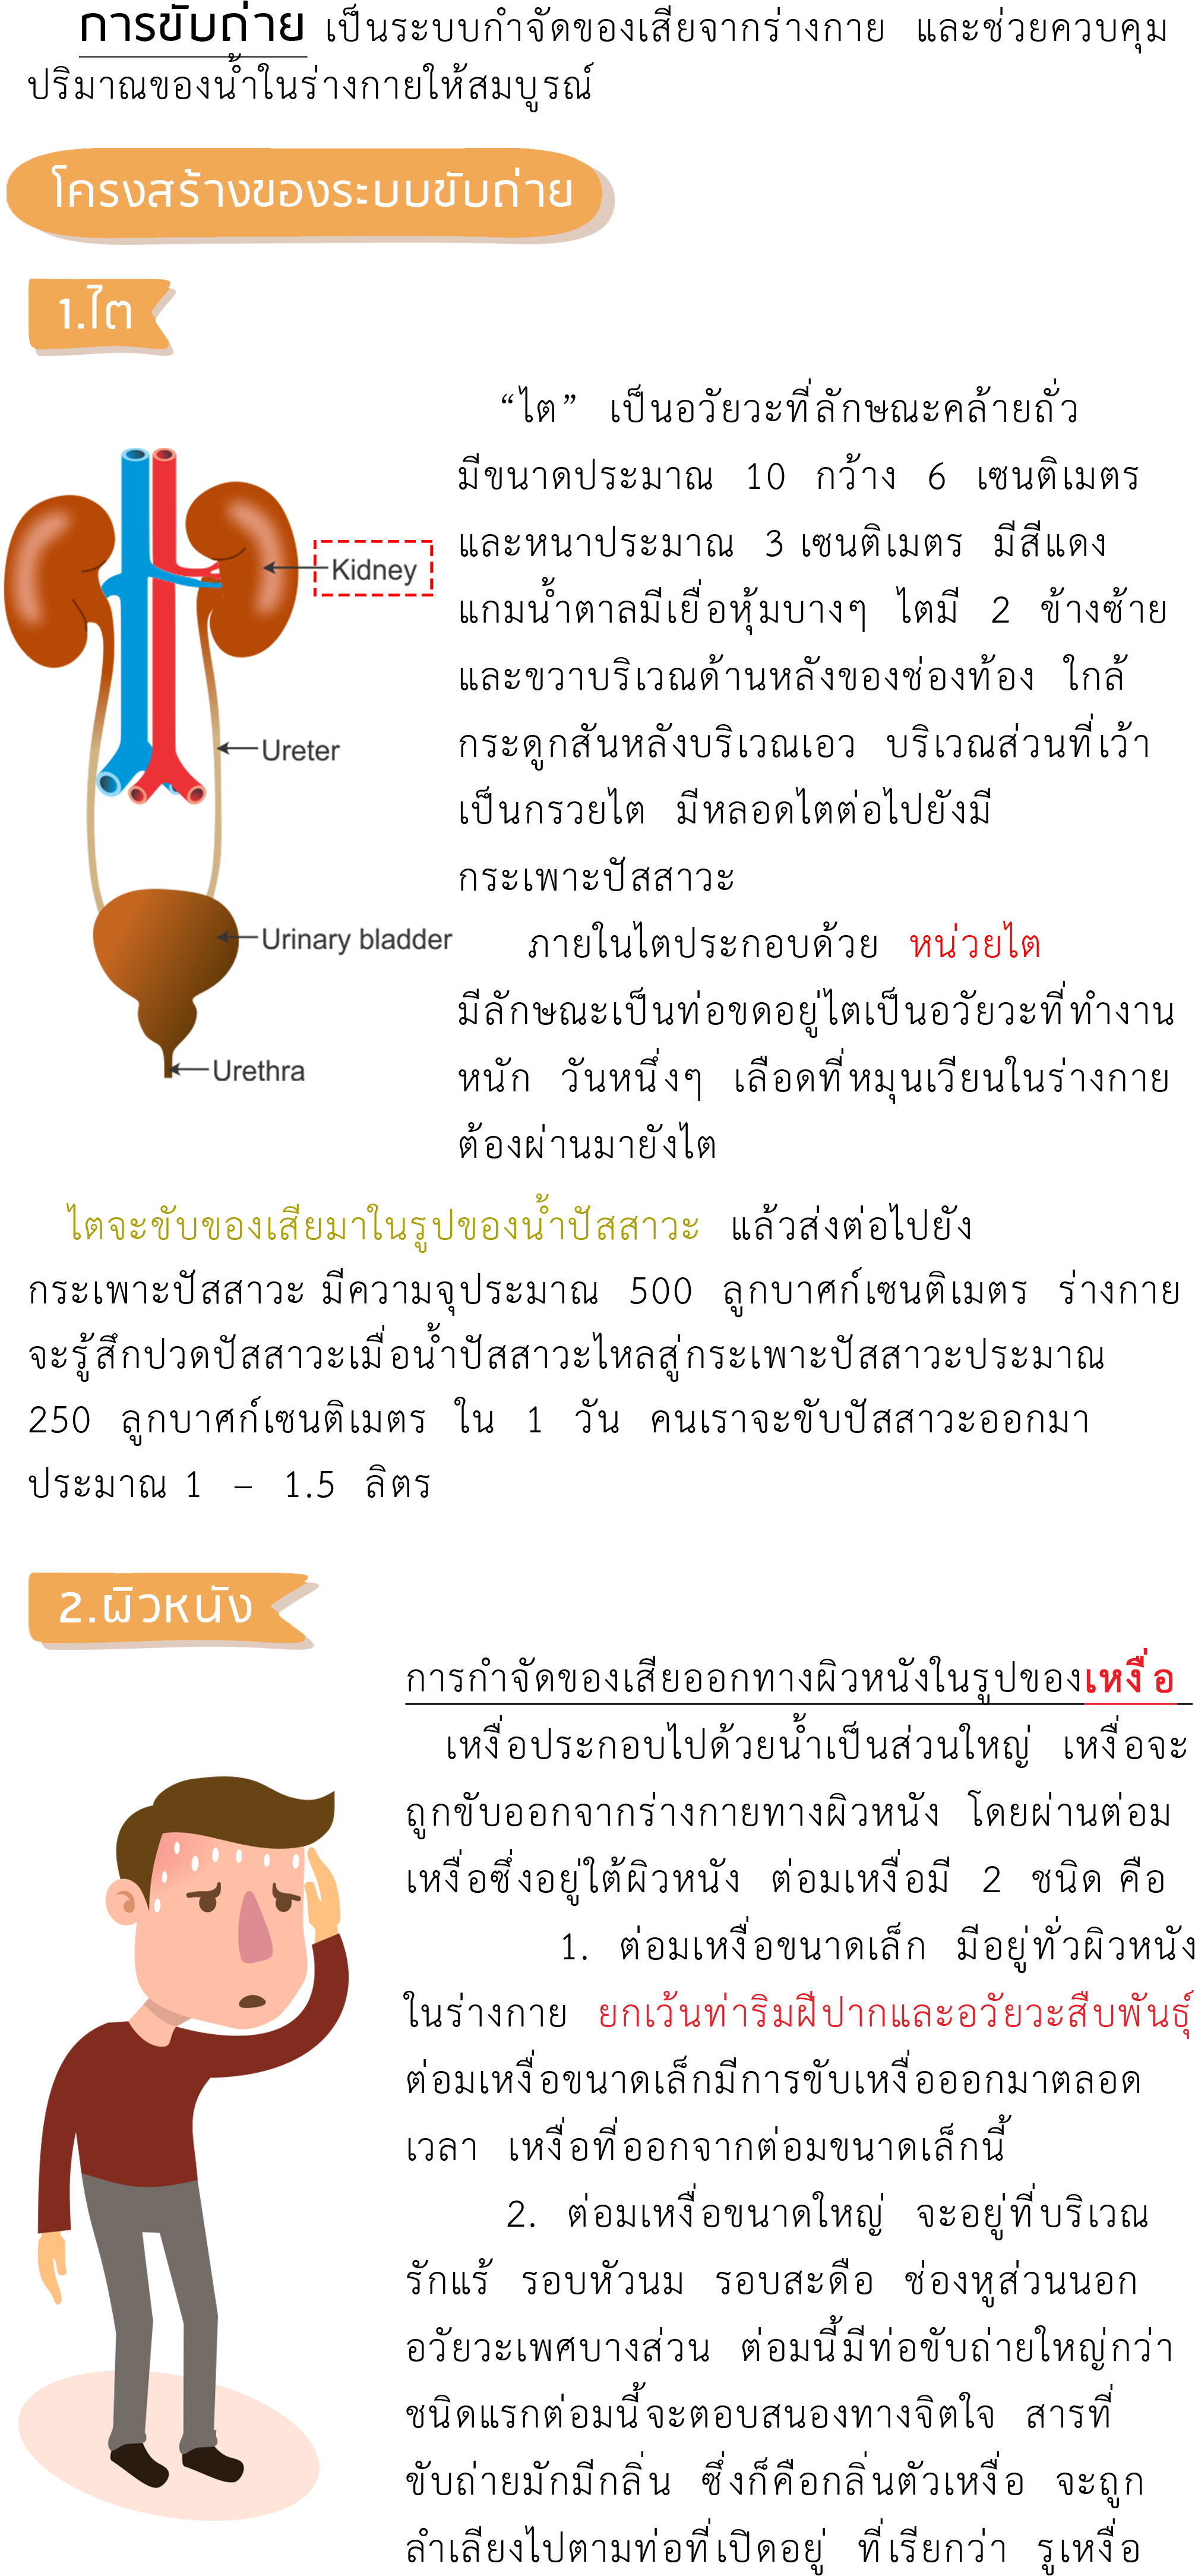 การขับถ่าย เป็นระบบกำจัดของเสียจากร่างกาย และช่วยควบคุม
ปริมาณของน้ำในร่างกายให้สมบูรณ์
โครงสร้างของระบบขับถ่าย
1.ไต
“ไต” เป็นอวัยวะที่ลักษณะคล้ายถั่ว
มีขนาดประมาณ 10 กว้าง 6 เซนติเมตร
และหนาประมาณ 3 เซนติเมตร มีสีแดง
แกมน้ำตาลมีเยื่อหุ้มบางๆ ไตมี 2 ข้างซ้าย
และขวาบริเวณด้านหลังของช่องท้อง ใกล้
กระดูกสันหลังบริเวณเอว บริเวณส่วนที่เว้า
เป็นกรวยไต มีหลอดไตต่อไปยังมี
กระเพาะปัสสาวะ
ภายในไตประกอบด้วย หน่วยไต
มีลักษณะเป็นท่อขดอยู่ไตเป็นอวัยวะที่ทำงาน
หนัก วันหนึ่งๆ เลือดที่หมุนเวียนในร่างกาย
ต้องผ่านมายังไต
Kidney
Ureter
Urinary bladder
Urethra
ไตจะขับของเสียมาในรูปของน้ำปัสสาวะ แล้วส่งต่อไปยัง
กระเพาะปัสสาวะ มีความจุประมาณ 500 ลูกบาศก์เซนติเมตร ร่างกาย
จะรู้สึกปวดปัสสาวะเมื่อน้ำปัสสาวะไหลสู่กระเพาะปัสสาวะประมาณ
250 ลูกบาศก์เซนติเมตร ใน 1 วัน คนเราจะขับปัสสาวะออกมา
ประมาณ 1 – 1.5 ลิตร
2.ผิวหนัง
การกำจัดของเสียออกทางผิวหนังในรูปของเหงื่อ
เหงื่อประกอบไปด้วยน้ำเป็นส่วนใหญ่ เหงื่อจะ
ถูกขับออกจากร่างกายทางผิวหนัง โดยผ่านต่อม
เหงื่อซึ่งอยู่ใต้ผิวหนัง ต่อมเหงื่อมี 2 ชนิด คือ
1. ต่อมเหงื่อขนาดเล็ก มีอยู่ทั่วผิวหนัง
ในร่างกาย ยกเว้นท่าริมฝีปากและอวัยวะสืบพันธุ์
ต่อมเหงื่อขนาดเล็กมีการขับเหงื่อออกมาตลอด
เวลา เหงื่อที่ออกจากต่อมขนาดเล็กนี้
2. ต่อมเหงื่อขนาดใหญ่ จะอยู่ที่บริเวณ
รักแร้ รอบหัวนม รอบสะดือ ช่องหูส่วนนอก
อวัยวะเพศบางส่วน ต่อมนี้มีท่อขับถ่ายใหญ่กว่า
ชนิดแรกต่อมนี้จะตอบสนองทางจิตใจ สารที่
ขับถ่ายมักมีกลิ่น ซึ่งก็คือกลิ่นตัวเหงื่อ จะถูก
ลำเลียงไปตามท่อที่เปิดอยู่ ที่เรียกว่า รูเหงื่อ